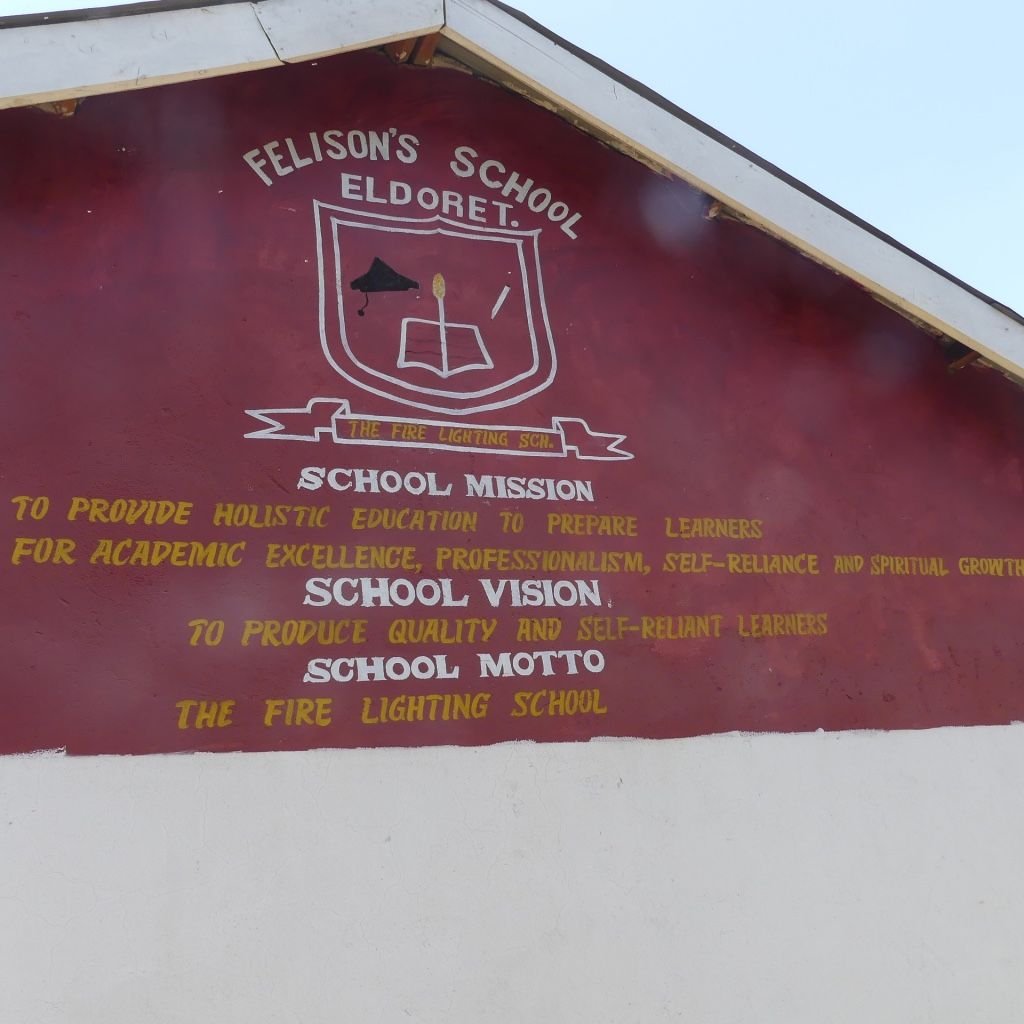 FELISON'S SCHOOL
ELDORET.
THE FIRE LIGHTING SCH.
SCHOOL MISSION
TO PROVIDE HOLISTIC EDUCATION TO PREPARE LEARNERS
FOR ACADEMIC EXCELLENCE, PROFESSIONALISM, SELF-RELIANCE AND SPIRITUAL GROWTH
SCHOOL VISION
TO PRODUCE QUALITY AND SELF-RELIANT LEARNERS
SCHOOL MOTTO
THE FIRE LIGHTING SCHOOL